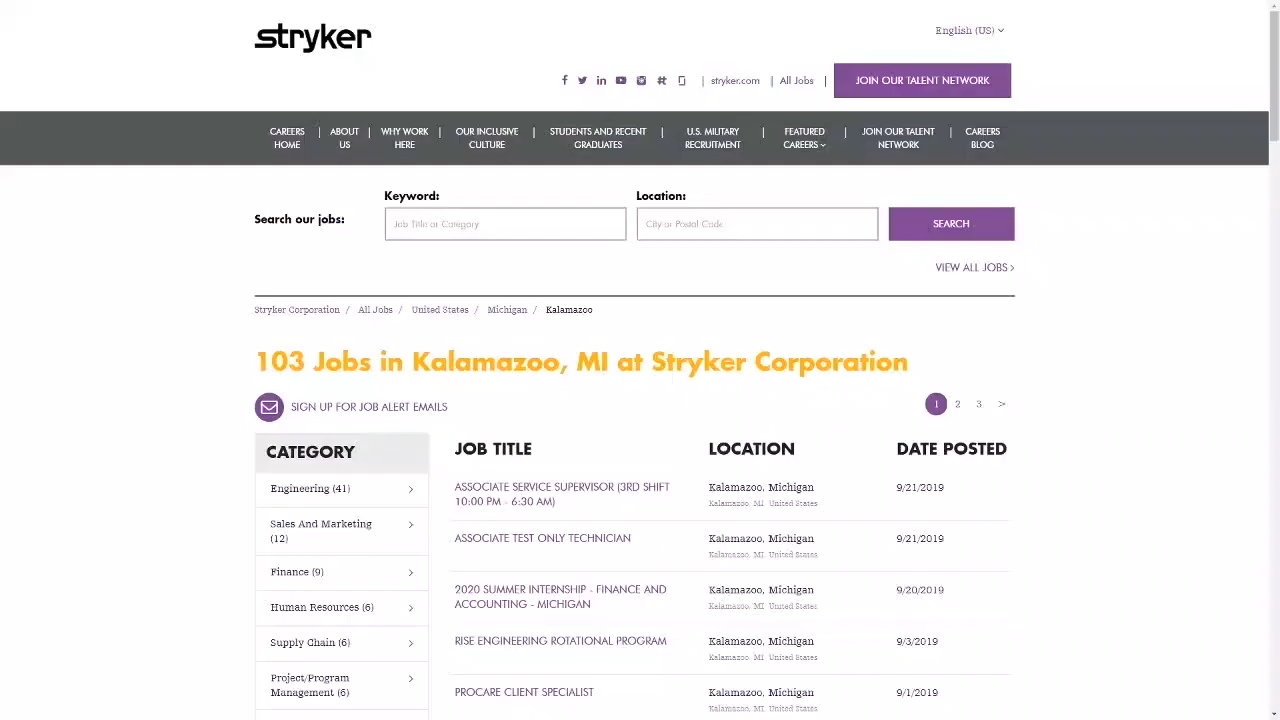 stryker
English (US)
stryker.com | All Jobs |
JOIN OUR TALENT NETWORK
CAREERS HOME | ABOUT US | WHY WORK HERE | OUR INCLUSIVE CULTURE | STUDENTS AND RECENT GRADUATES | U.S. MILITARY RECRUITMENT | FEATURED CAREERS | JOIN OUR TALENT NETWORK | CAREERS BLOG
Search our jobs:
Keyword:
Job Title or Category
Location:
City or Postal Code
SEARCH
VIEW ALL JOBS >
Stryker Corporation / All Jobs / United States / Michigan / Kalamazoo
103 Jobs in Kalamazoo, MI at Stryker Corporation
SIGN UP FOR JOB ALERT EMAILS
1 2 3 >
CATEGORY
Engineering (41)
Sales And Marketing
(12)
Finance (9)
Human Resources (6)
Supply Chain (6)
Project/Program
Management (6)
JOB TITLE LOCATION DATE POSTED
ASSOCIATE SERVICE SUPERVISOR (3RD SHIFT
10:00 PM - 6:30 AM)
Kalamazoo, Michigan
Kalamazoo, MI United States
9/21/2019
ASSOCIATE TEST ONLY TECHNICIAN
Kalamazoo, Michigan
Kalamazoo, MI United States
9/21/2019
2020 SUMMER INTERNSHIP - FINANCE AND
ACCOUNTING - MICHIGAN
Kalamazoo, Michigan
Kalamazoo, MI United States
9/20/2019
RISE ENGINEERING ROTATIONAL PROGRAM
Kalamazoo, Michigan
Kalamazoo, MI United States
9/3/2019
PROCARE CLIENT SPECIALIST
Kalamazoo, Michigan
Kalamazoo, MI United States
9/1/2019